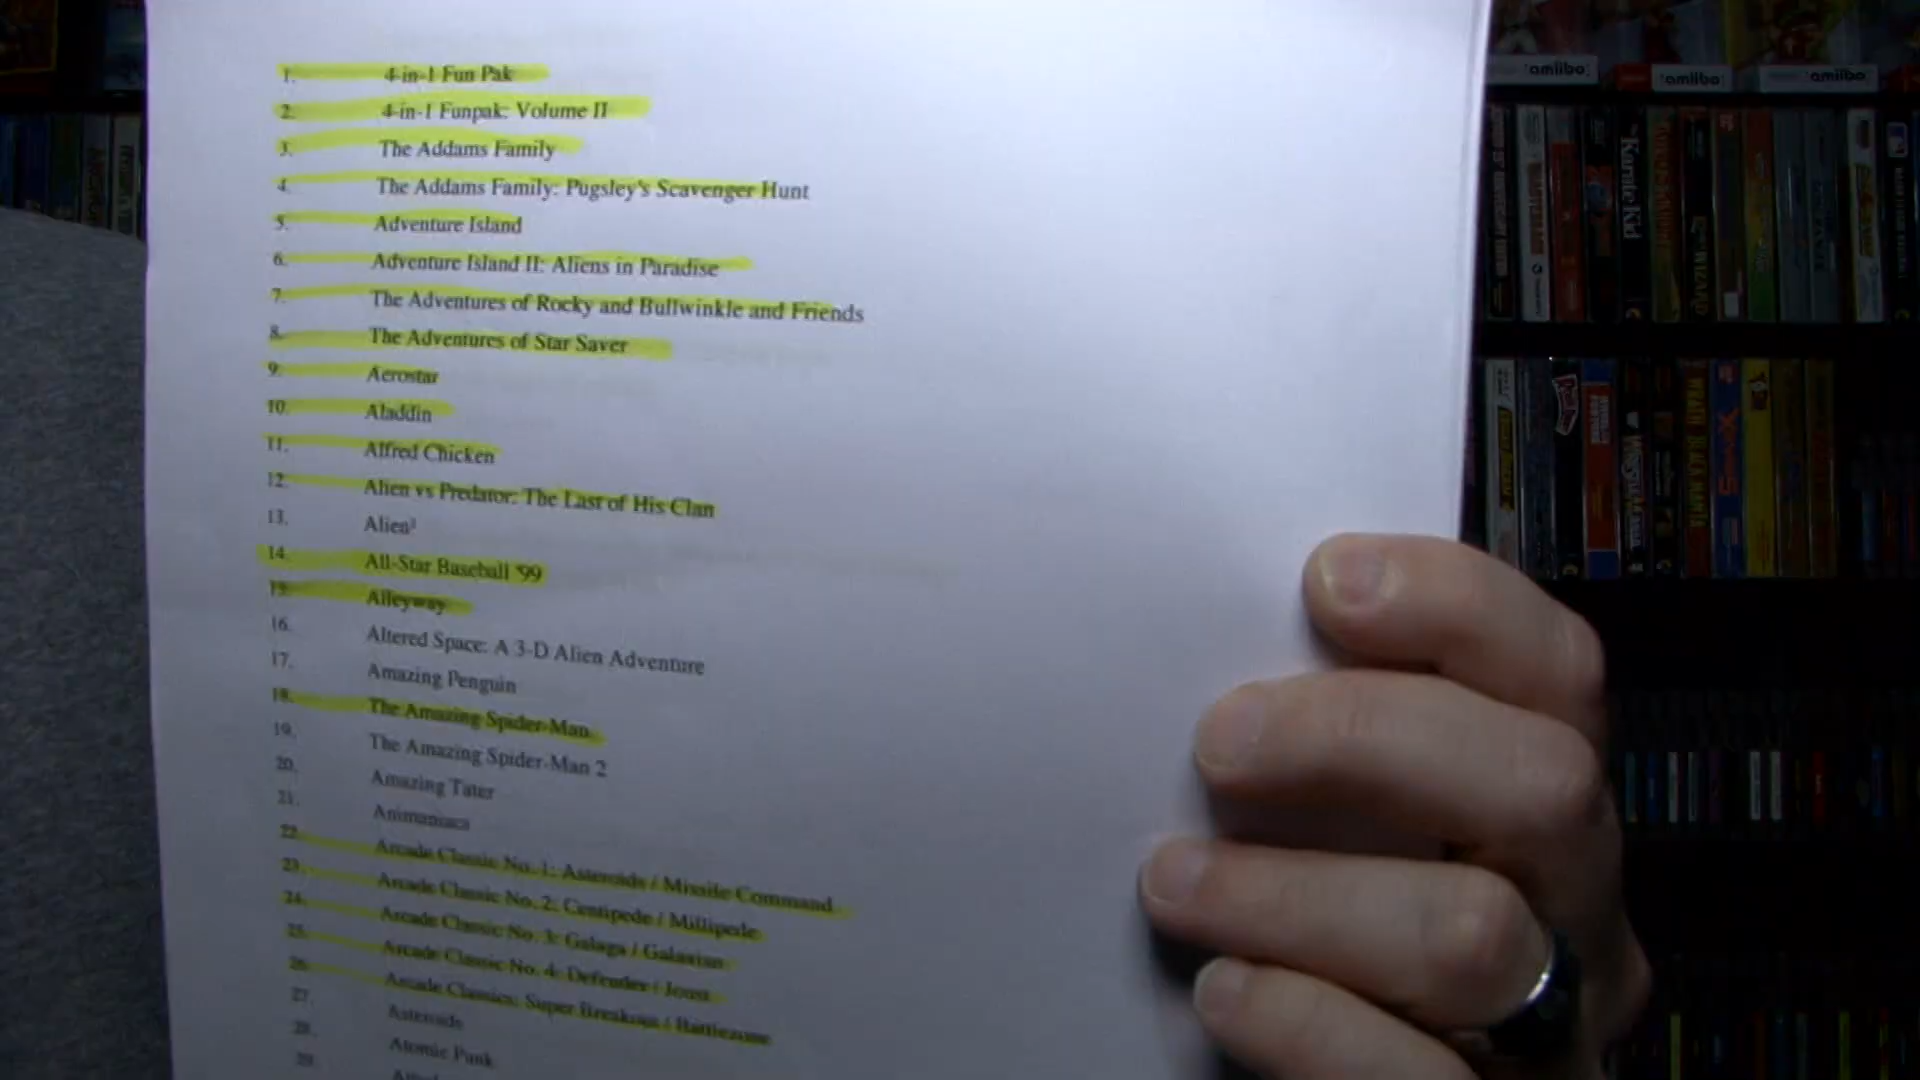 amiibo
amiibo
amiibo
1. 4-in-1 Fun Pak
2. 4-in-1 Funpak: Volume II
3. The Addams Family
4. The Addams Family: Pugsley's Scavenger Hunt
5. Adventure Island
6. Adventure Island II: Aliens in Paradise
7. The Adventures of Rocky and Bullwinkle and Friends
8. The Adventures of Star Saver
9. Aerostar
10. Aladdin
11. Alfred Chicken
12. Alien vs Predator: The Last of His Clan
13. Alien³
14. All-Star Baseball '99
15. Alleyway
16. Altered Space: A 3-D Alien Adventure
17. Amazing Penguin
18. The Amazing Spider-Man
19. The Amazing Spider-Man 2
20. Amazing Tater
21. Animaniacs
22. Arcade Classic No. 1: Asteroids / Missile Command
23. Arcade Classic No. 2: Centipede / Millipede
24. Arcade Classic No. 3: Galaga / Galaxian
25. Arcade Classic No. 4: Defender / Joust
26. Arcade Classics: Super Breakout / Battlezone
27. Asteroids
28. Atomic Punk
29.
Karate Kid
WIZARD